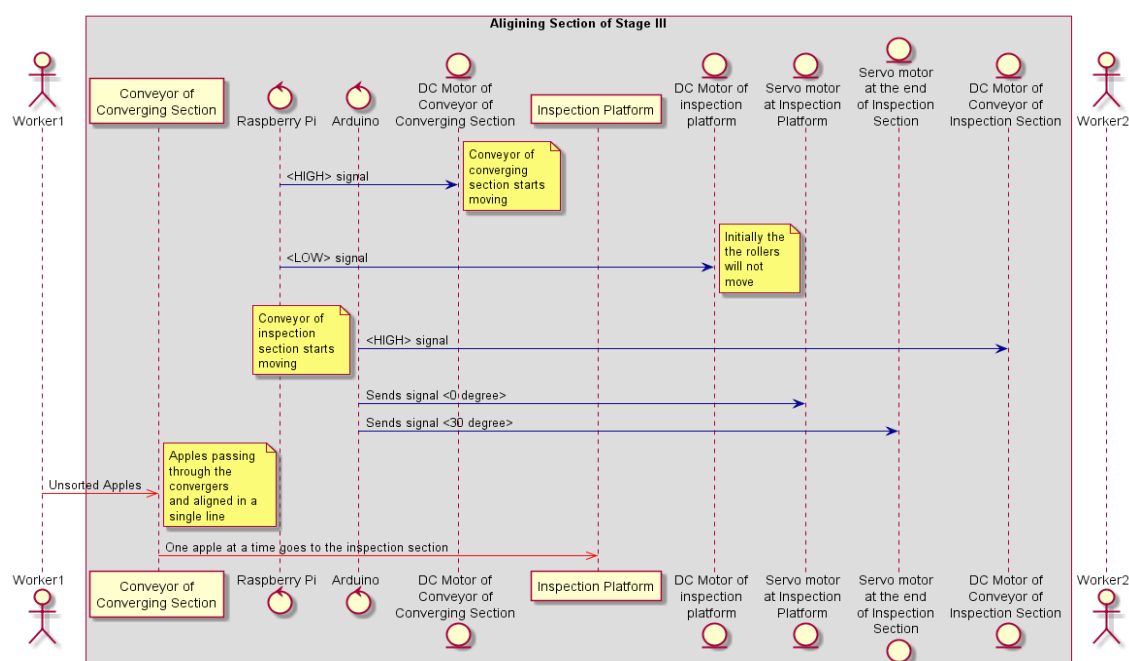 Aligining Section of Stage III
Worker1
Conveyor of
Converging Section
Raspberry Pi
Arduino
DC Motor of
Conveyor of
Converging Section
Inspection Platform
DC Motor of
inspection
platform
Servo motor
at Inspection
Platform
Servo motor
at the end
of Inspection
Section
DC Motor of
Conveyor of
Inspection Section
Worker2
<HIGH> signal
Conveyor of
converging
section starts
moving
<LOW> signal
Initially the
the rollers
will not
move
Conveyor of
inspection
section starts
moving
<HIGH> signal
Sends signal <0 degree>
Sends signal <30 degree>
Unsorted Apples
Apples passing
through the
convergers
and aligned in a
single line
One apple at a time goes to the inspection section
Worker1
Conveyor of
Converging Section
Raspberry Pi
Arduino
DC Motor of
Conveyor of
Converging Section
Inspection Platform
DC Motor of
inspection
platform
Servo motor
at Inspection
Platform
Servo motor
at the end
of Inspection
Section
DC Motor of
Conveyor of
Inspection Section
Worker2